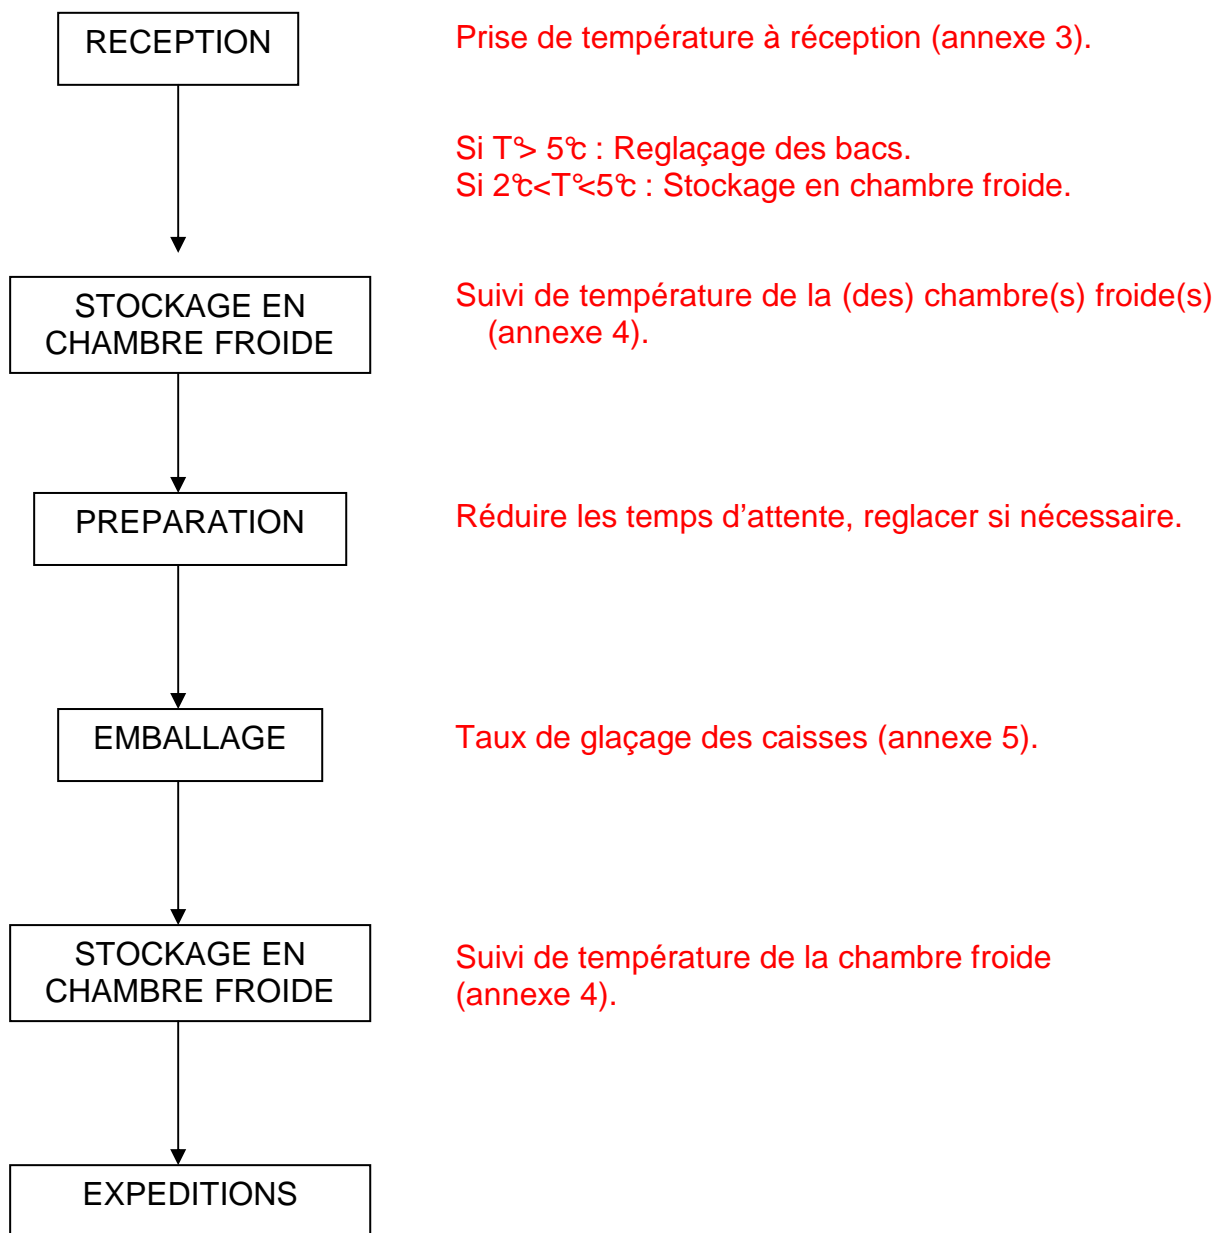 RECEPTION
Prise de température à réception (annexe 3).
Si T°> 5°c : Reglaçage des bacs.
Si 2°c<T°<5°c : Stockage en chambre froide.
STOCKAGE EN
CHAMBRE FROIDE
Suivi de température de la (des) chambre(s) froide(s)
(annexe 4).
PREPARATION
Réduire les temps d’attente, reglacer si nécessaire.
EMBALLAGE
Taux de glaçage des caisses (annexe 5).
STOCKAGE EN
CHAMBRE FROIDE
Suivi de température de la chambre froide
(annexe 4).
EXPEDITIONS